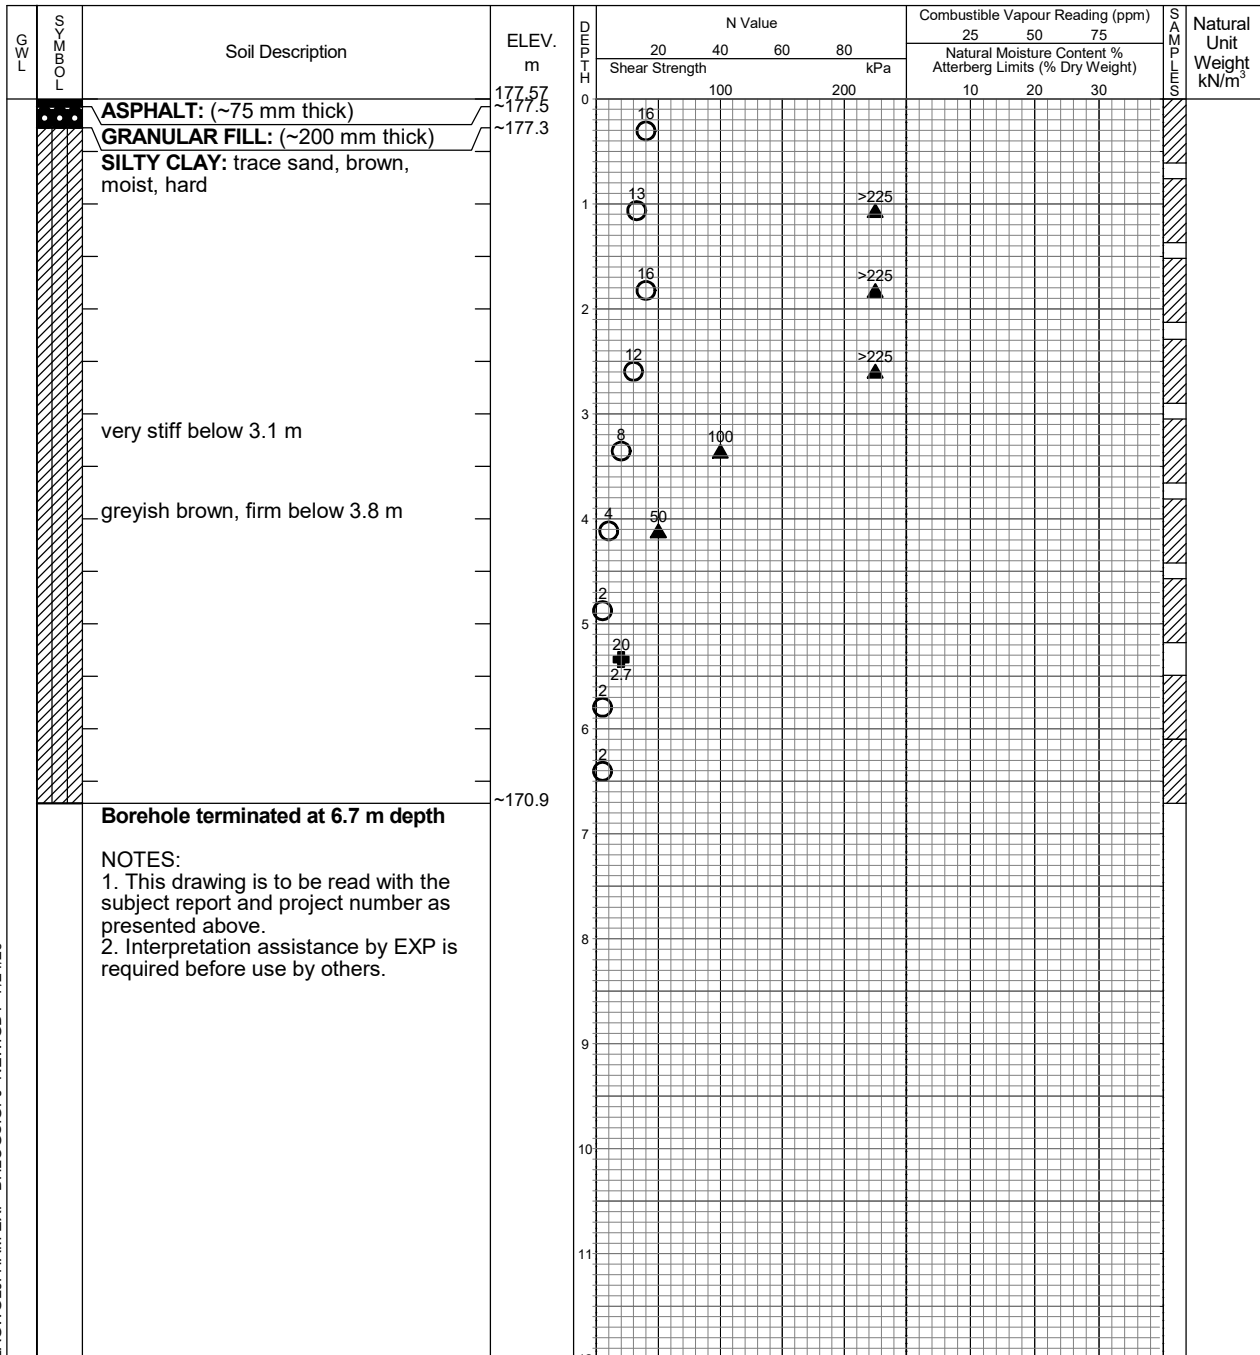 GWL
SYMBOL
Soil Description
ELEV.
m
DEPTH
N Value
20 40 60 80
Shear Strength kPa
100 200
Combustible Vapour Reading (ppm)
25 50 75
Natural Moisture Content %
Atterberg Limits (% Dry Weight)
10 20 30
SAMPLES
Natural
Unit
Weight
kN/m³
177.57
0
ASPHALT: (~75 mm thick)
~177.5
GRANULAR FILL: (~200 mm thick)
~177.3
16
SILTY CLAY: trace sand, brown,
moist, hard
1
13
>225
16
>225
2
12
>225
3
very stiff below 3.1 m
8
100
greyish brown, firm below 3.8 m
4
4
50
2
5
20
2.7
2
6
2
~170.9
Borehole terminated at 6.7 m depth
7
NOTES:
1. This drawing is to be read with the
subject report and project number as
presented above.
2. Interpretation assistance by EXP is
required before use by others.
8
9
10
11